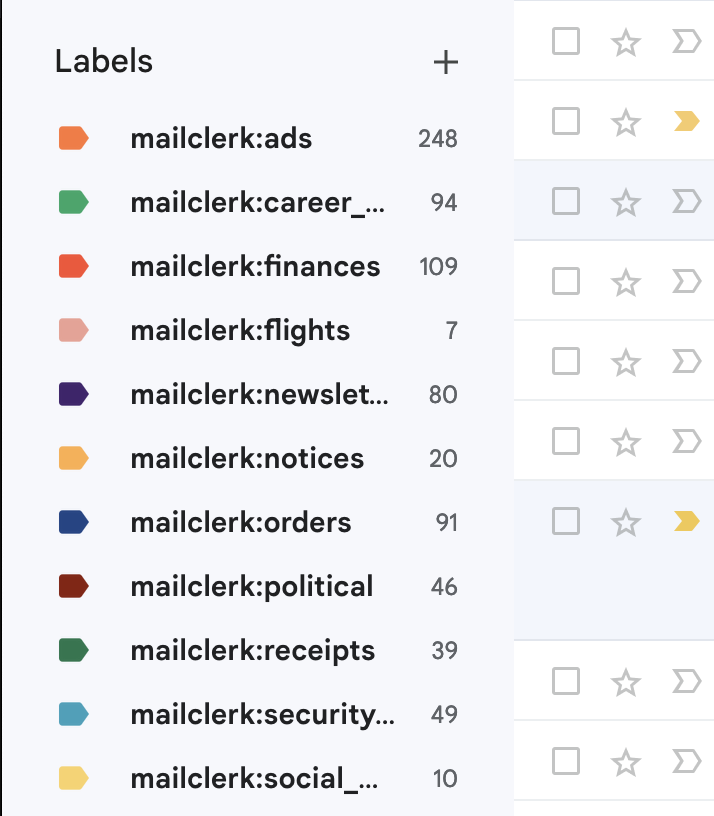 Labels
mailclerk:ads 248
mailclerk:career_... 94
mailclerk:finances 109
mailclerk:flights 7
mailclerk:newslet... 80
mailclerk:notices 20
mailclerk:orders 91
mailclerk:political 46
mailclerk:receipts 39
mailclerk:security... 49
mailclerk:social_... 10